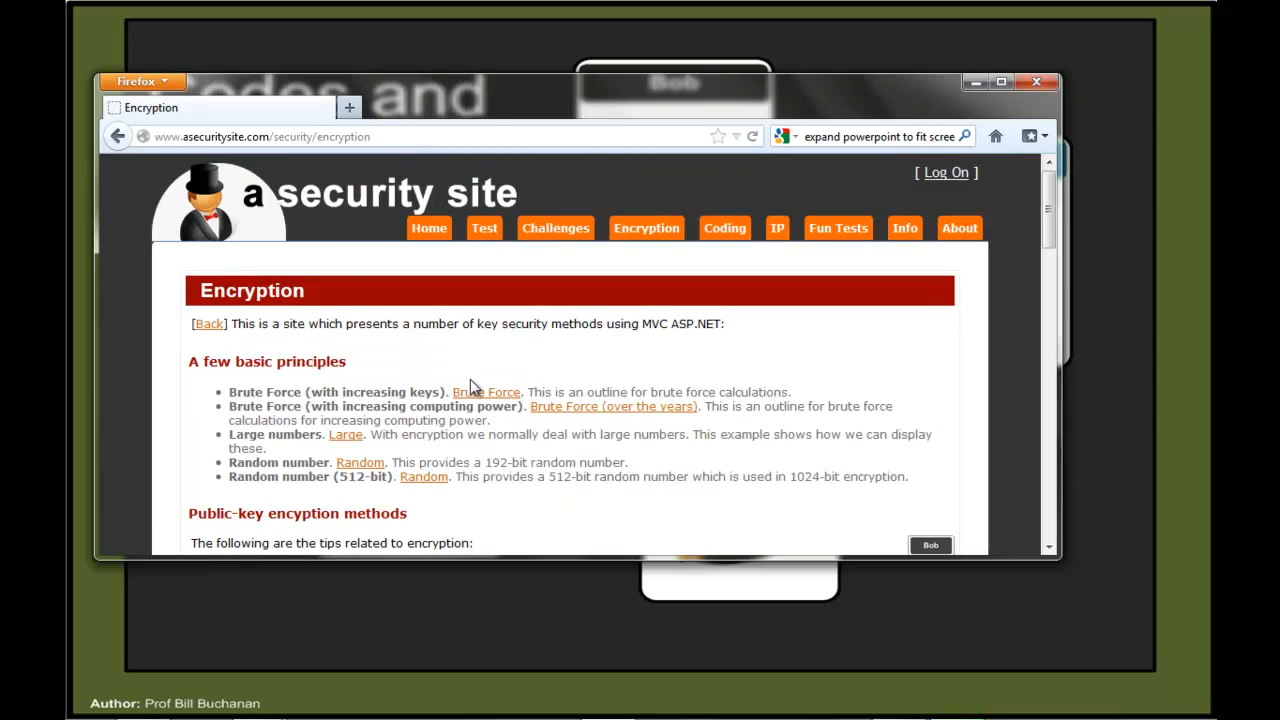 Codes and
Bob
Firefox
Encryption
www.asecuritysite.com/security/encryption
expand powerpoint to fit scree
[ Log On ]
a security site
Home Test Challenges Encryption Coding IP Fun Tests Info About
Encryption
[Back] This is a site which presents a number of key security methods using MVC ASP.NET:
A few basic principles
• Brute Force (with increasing keys). Brute Force. This is an outline for brute force calculations.
• Brute Force (with increasing computing power). Brute Force (over the years). This is an outline for brute force
calculations for increasing computing power.
• Large numbers. Large. With encryption we normally deal with large numbers. This example shows how we can display
these.
• Random number. Random. This provides a 192-bit random number.
• Random number (512-bit). Random. This provides a 512-bit random number which is used in 1024-bit encryption.
Public-key encryption methods
The following are the tips related to encryption:
Bob
Author: Prof Bill Buchanan